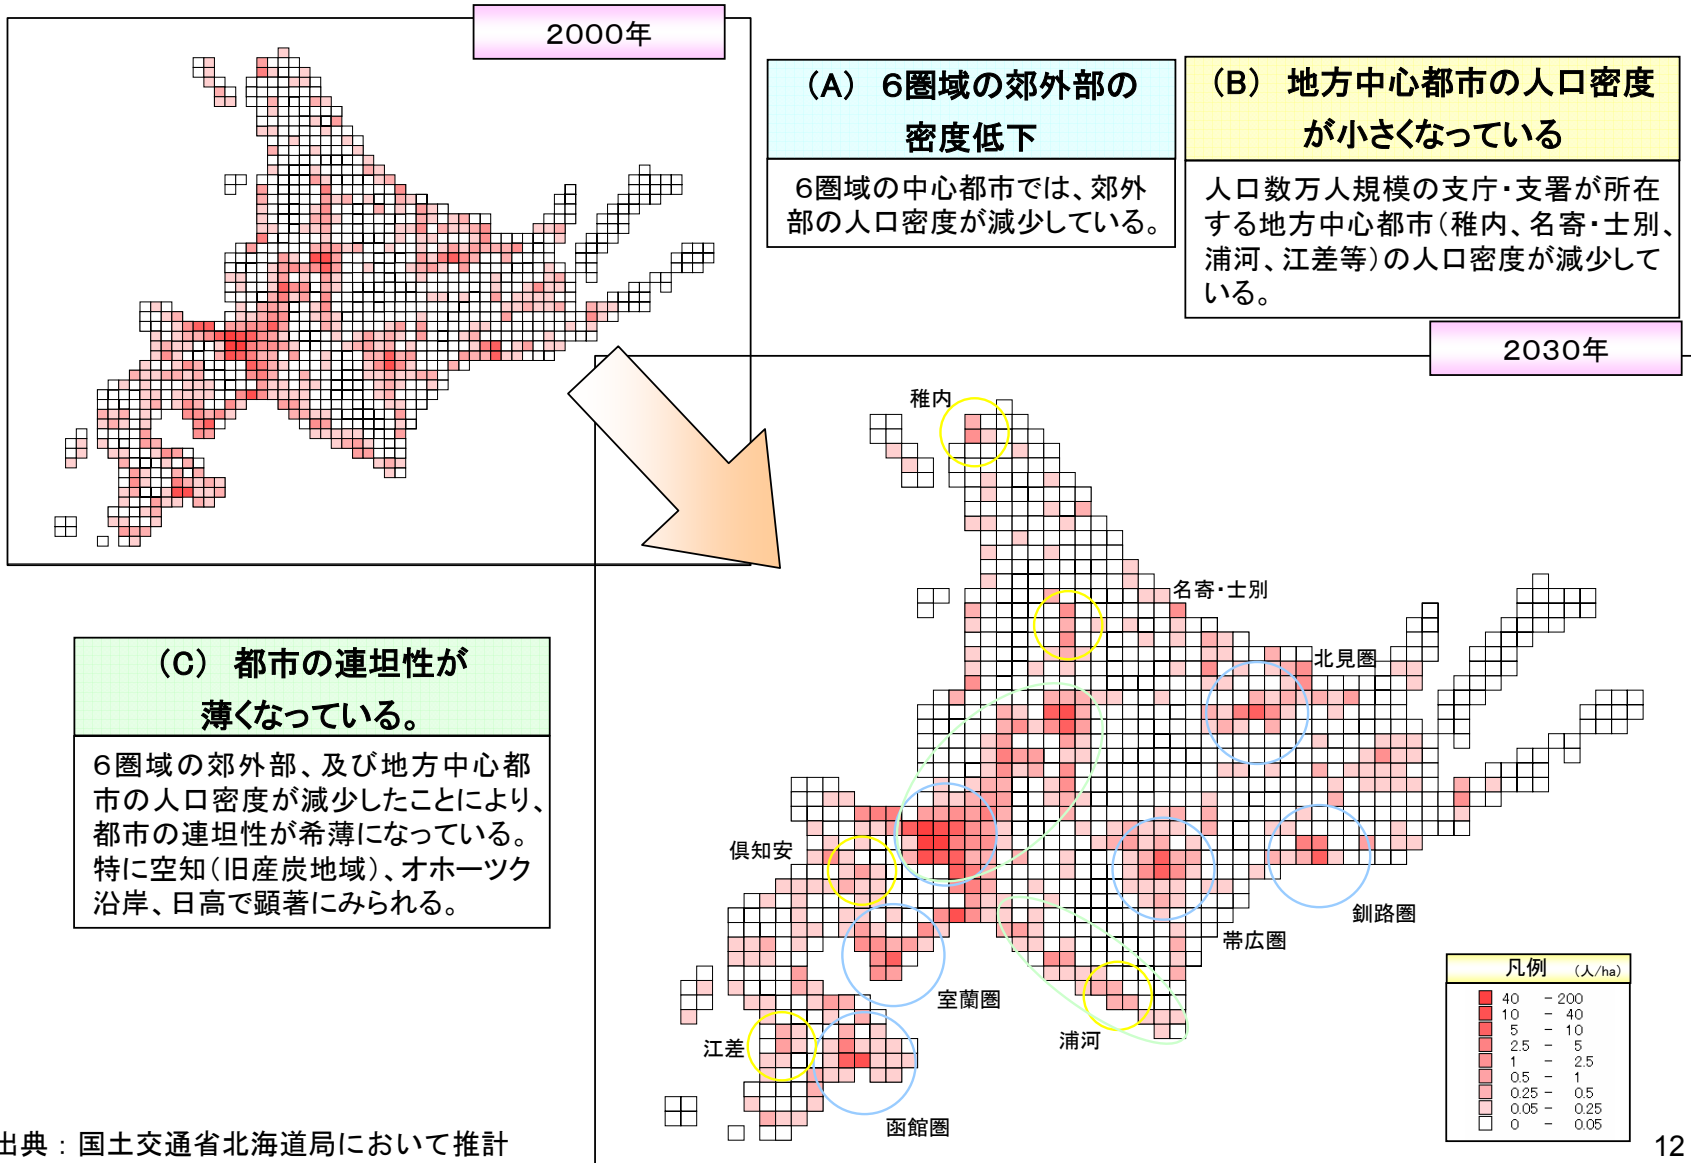 2000年
(A) 6圏域の郊外部の
密度低下
6圏域の中心都市では、郊外
部の人口密度が減少している。
(B) 地方中心都市の人口密度
が小さくなっている
人口数万人規模の支庁・支署が所在
する地方中心都市(稚内、名寄・士別、
浦河、江差等)の人口密度が減少して
いる。
2030年
(C) 都市の連坦性が
薄くなっている。
6圏域の郊外部、及び地方中心都
市の人口密度が減少したことにより、
都市の連坦性が希薄になっている。
特に空知(旧産炭地域)、オホーツク
沿岸、日高で顕著にみられる。
稚内
名寄・士別
北見圏
倶知安
釧路圏
帯広圏
室蘭圏
浦河
江差
函館圏
凡例 (人/ha)
40 - 200
10 - 40
5 - 10
2.5 - 5
1 - 2.5
0.5 - 1
0.25 - 0.5
0.05 - 0.25
0 - 0.05
出典:国土交通省北海道局において推計
12